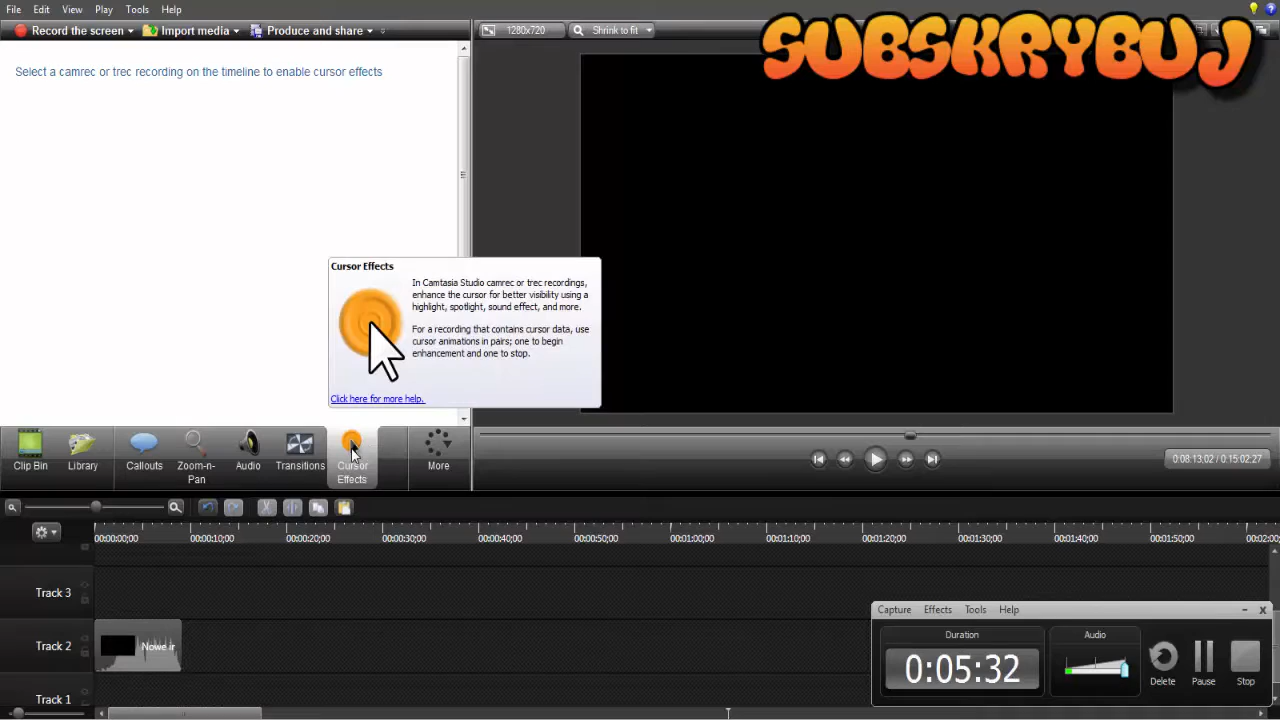 File Edit View Play Tools Help
Record the screen Import media Produce and share
1280x720 Shrink to fit
SUBSKRYBUJ
Select a camrec or trec recording on the timeline to enable cursor effects
Cursor Effects
In Camtasia Studio camrec or trec recordings,
enhance the cursor for better visibility using a
highlight, spotlight, sound effect, and more.
For a recording that contains cursor data, use
cursor animations in pairs; one to begin
enhancement and one to stop.
Click here for more help.
Clip Bin Library Callouts Zoom-n-
Pan Audio Transitions Cursor
Effects More
0:08:13;02 / 0:15:02;27
00:00:00;00 00:00:10;00 00:00:20;00 00:00:30;00 00:00:40;00 00:00:50;00 00:01:00;00 00:01:10;00 00:01:20;00 00:01:30;00 00:01:40;00 00:01:50;00 00:02:00
Track 3
Track 2
Nowe ir
Track 1
Capture Effects Tools Help
Duration
0:05:32
Audio
Delete Pause Stop